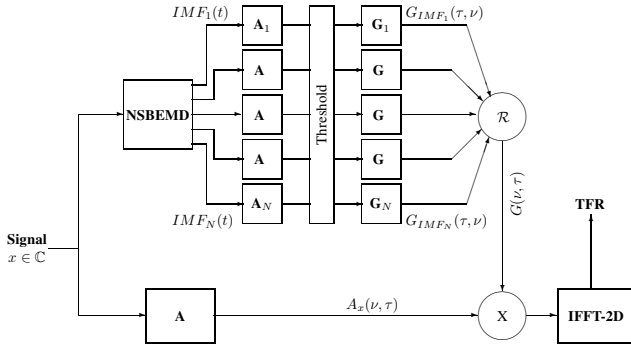 IMF₁(t)
G_{IMF₁}(τ, ν)
A₁
G₁
A
G
NSBEMD
A
Threshold
G
R
A
G
A_N
G_N
IMF_N(t)
G_{IMF_N}(τ, ν)
G(ν, τ)
TFR
Signal
x ∈ ℂ
A
A_x(ν, τ)
X
IFFT-2D